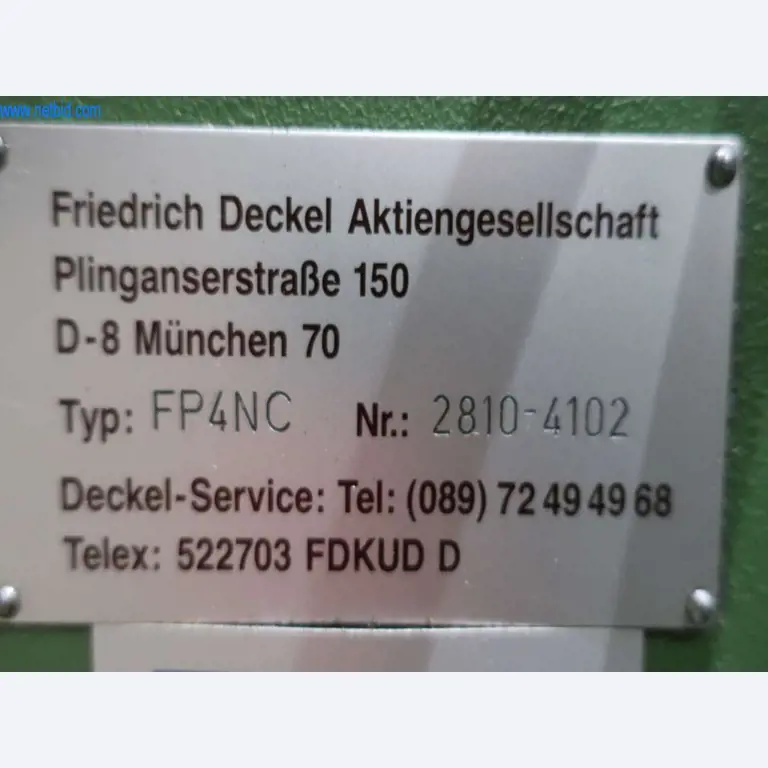 www.netbid.com
Friedrich Deckel Aktiengesellschaft
Plinganserstraße 150
D-8 München 70
Typ: FP4NC Nr.: 2810-4102
Deckel-Service: Tel: (089) 72 49 49 68
Telex: 522703 FDKUD D